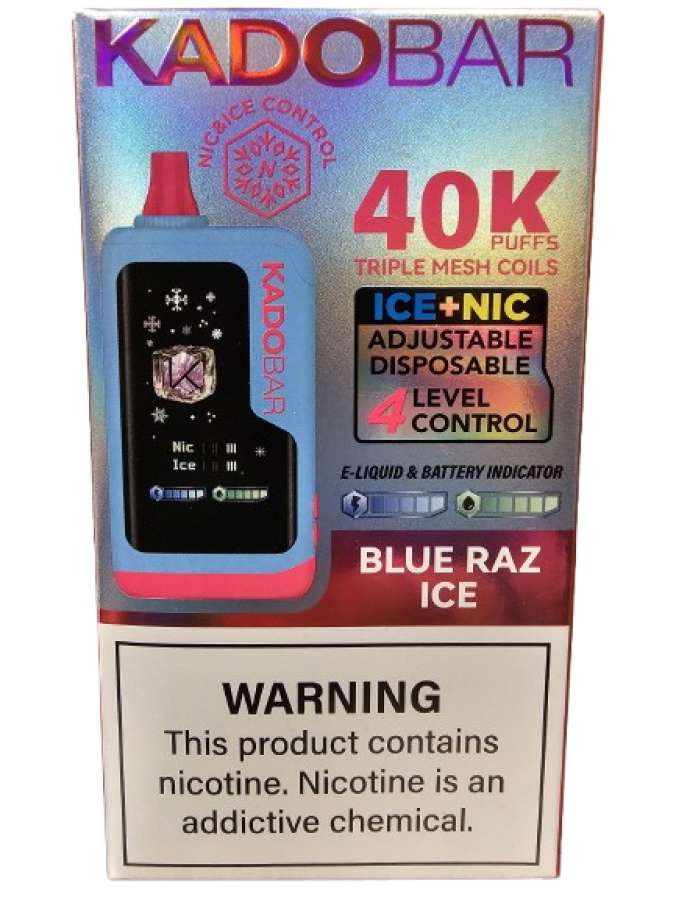 KADOBAR
NIC&ICE CONTROL
N
40K
PUFFS
TRIPLE MESH COILS
KADOBAR
K
Nic
Ice
ICE+NIC
ADJUSTABLE
DISPOSABLE
4 LEVEL
CONTROL
E-LIQUID & BATTERY INDICATOR
BLUE RAZ
ICE
WARNING
This product contains
nicotine. Nicotine is an
addictive chemical.